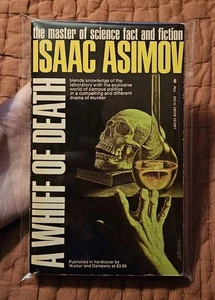 the master of science fact and fiction
ISAAC ASIMOV
blends knowledge of the
laboratory with the explosive
world of campus politics
in a compelling and different
drama of murder
A WHIFF OF DEATH
Published in hardcover by
Walker and Company at $3.95